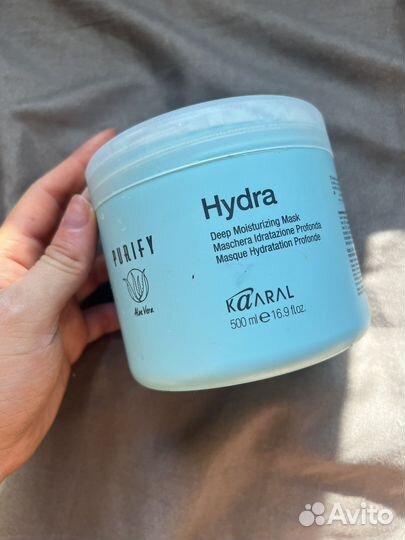 PURIFY
Aloe Vera
Hydra
Deep Moisturizing Mask
Maschera Idratazione Profonda
Masque Hydratation Profonde
KAARAL
500 ml e 16.9 fl.oz.
Avito